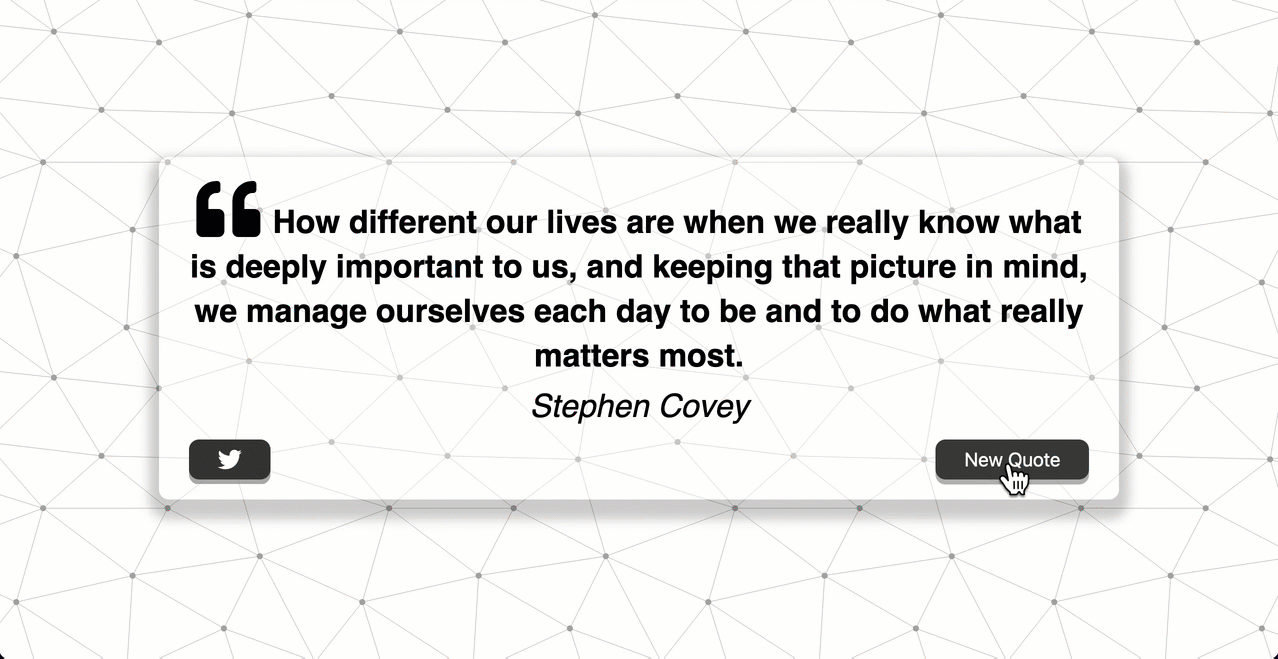 How different our lives are when we really know what
is deeply important to us, and keeping that picture in mind,
we manage ourselves each day to be and to do what really
matters most.
Stephen Covey
New Quote